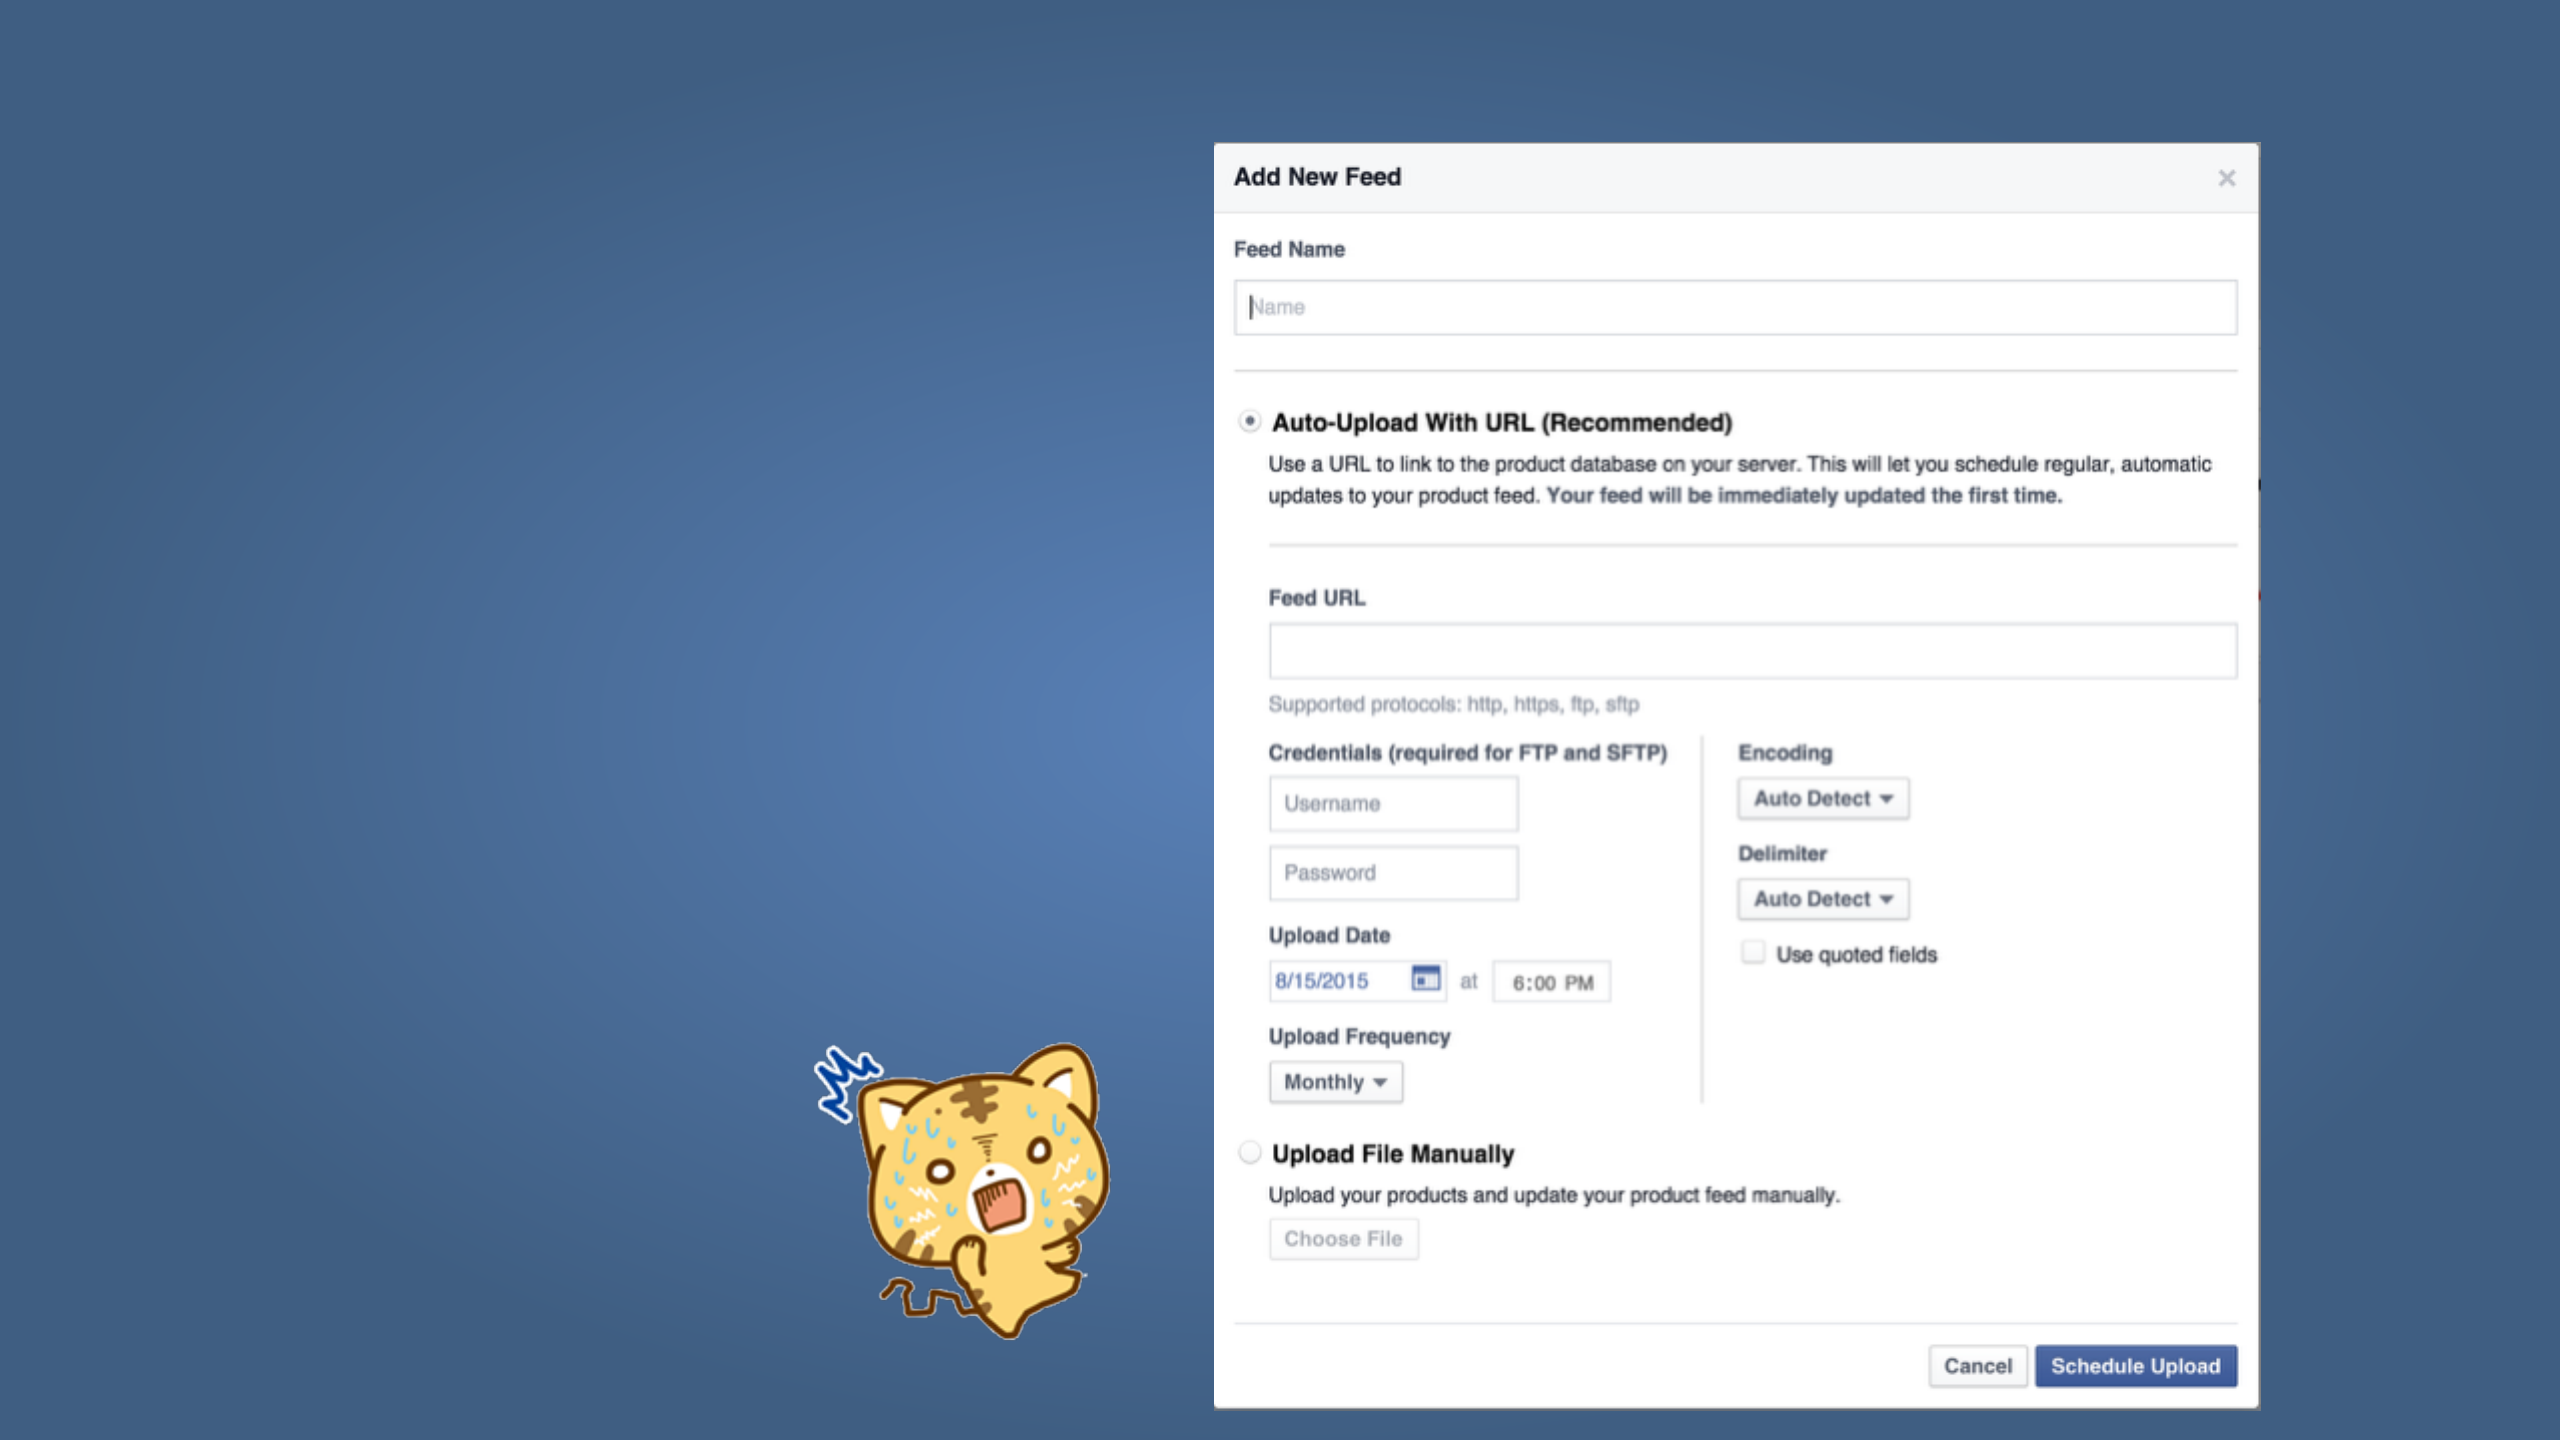 Add New Feed
Feed Name
Name
Auto-Upload With URL (Recommended)
Use a URL to link to the product database on your server. This will let you schedule regular, automatic
updates to your product feed. Your feed will be immediately updated the first time.
Feed URL
Supported protocols: http, https, ftp, sftp
Credentials (required for FTP and SFTP)
Username
Password
Upload Date
8/15/2015 at 6:00 PM
Upload Frequency
Monthly
Encoding
Auto Detect
Delimiter
Auto Detect
Use quoted fields
Upload File Manually
Upload your products and update your product feed manually.
Choose File
Cancel Schedule Upload